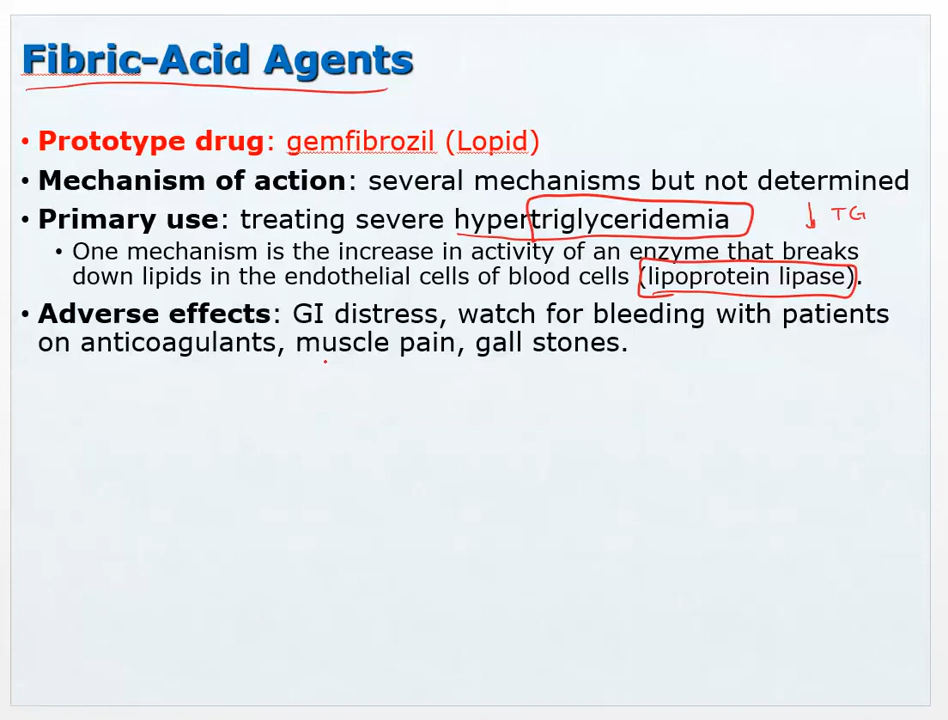 Fibric-Acid Agents
• Prototype drug: gemfibrozil (Lopid)
• Mechanism of action: several mechanisms but not determined
• Primary use: treating severe hypertriglyceridemia ↓ TG
• One mechanism is the increase in activity of an enzyme that breaks
down lipids in the endothelial cells of blood cells (lipoprotein lipase).
• Adverse effects: GI distress, watch for bleeding with patients
on anticoagulants, muscle pain, gall stones.